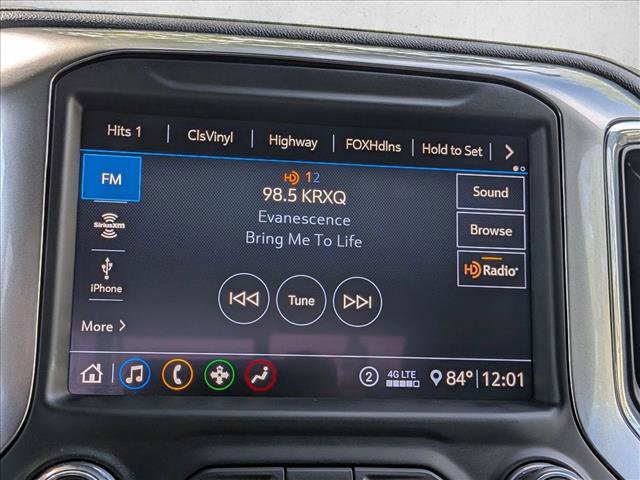 Hits 1 ClsVinyl Highway FOXHdlns Hold to Set
FM
HD 1 2
98.5 KRXQ
Evanescence
Bring Me To Life
Sound
Browse
HD Radio
SiriusXM
iPhone
Tune
More
2 4G LTE 84° 12:01